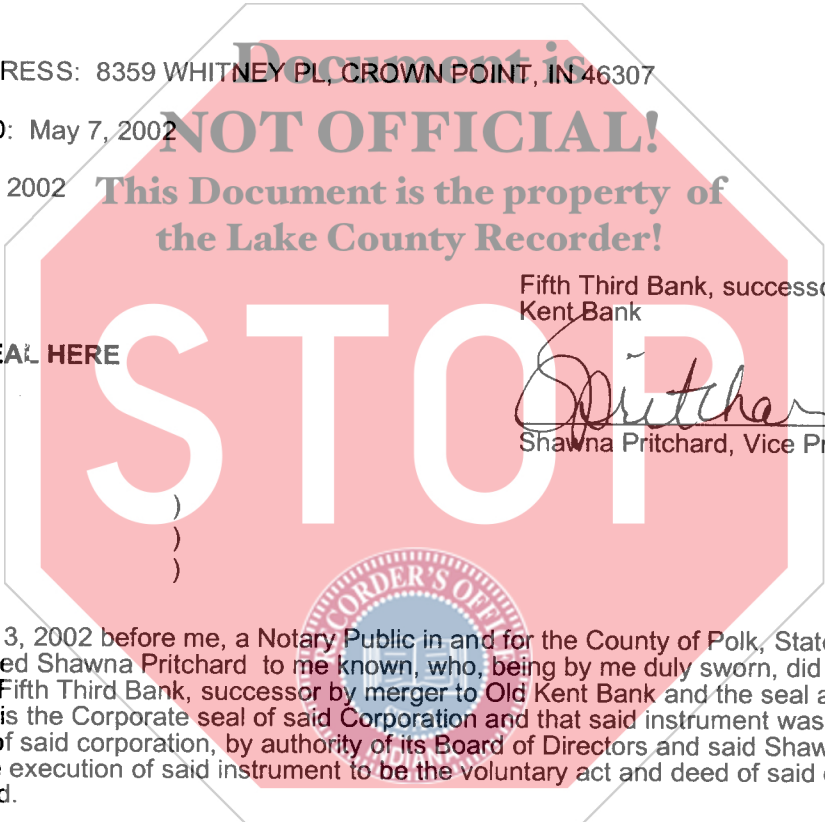 Document is
RESS: 8359 WHITNEY PL, CROWN POINT, IN 46307
NOT OFFICIAL!
: May 7, 2002
This Document is the property of
2002
the Lake County Recorder!
Fifth Third Bank, successo
Kent Bank
STOP
EAL HERE
SPritchar
Shawna Pritchard, Vice Pr
)
)
)
RECORDER'S OFFICE
3, 2002 before me, a Notary Public in and for the County of Polk, State
ed Shawna Pritchard to me known, who, being by me duly sworn, did
Fifth Third Bank, successor by merger to Old Kent Bank and the seal a
is the Corporate seal of said Corporation and that said instrument was
of said corporation, by authority of its Board of Directors and said Shaw
e execution of said instrument to be the voluntary act and deed of said
d.
INDIANA